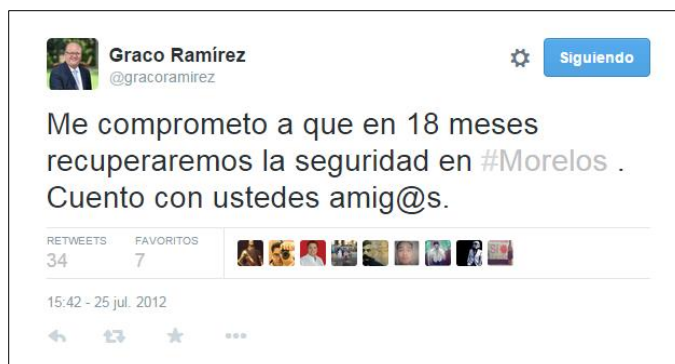 Graco Ramírez
@gracoramirez
Siguiendo
Me comprometo a que en 18 meses
recuperaremos la seguridad en #Morelos .
Cuento con ustedes amig@s.
RETWEETS FAVORITOS
34 7
15:42 - 25 jul. 2012